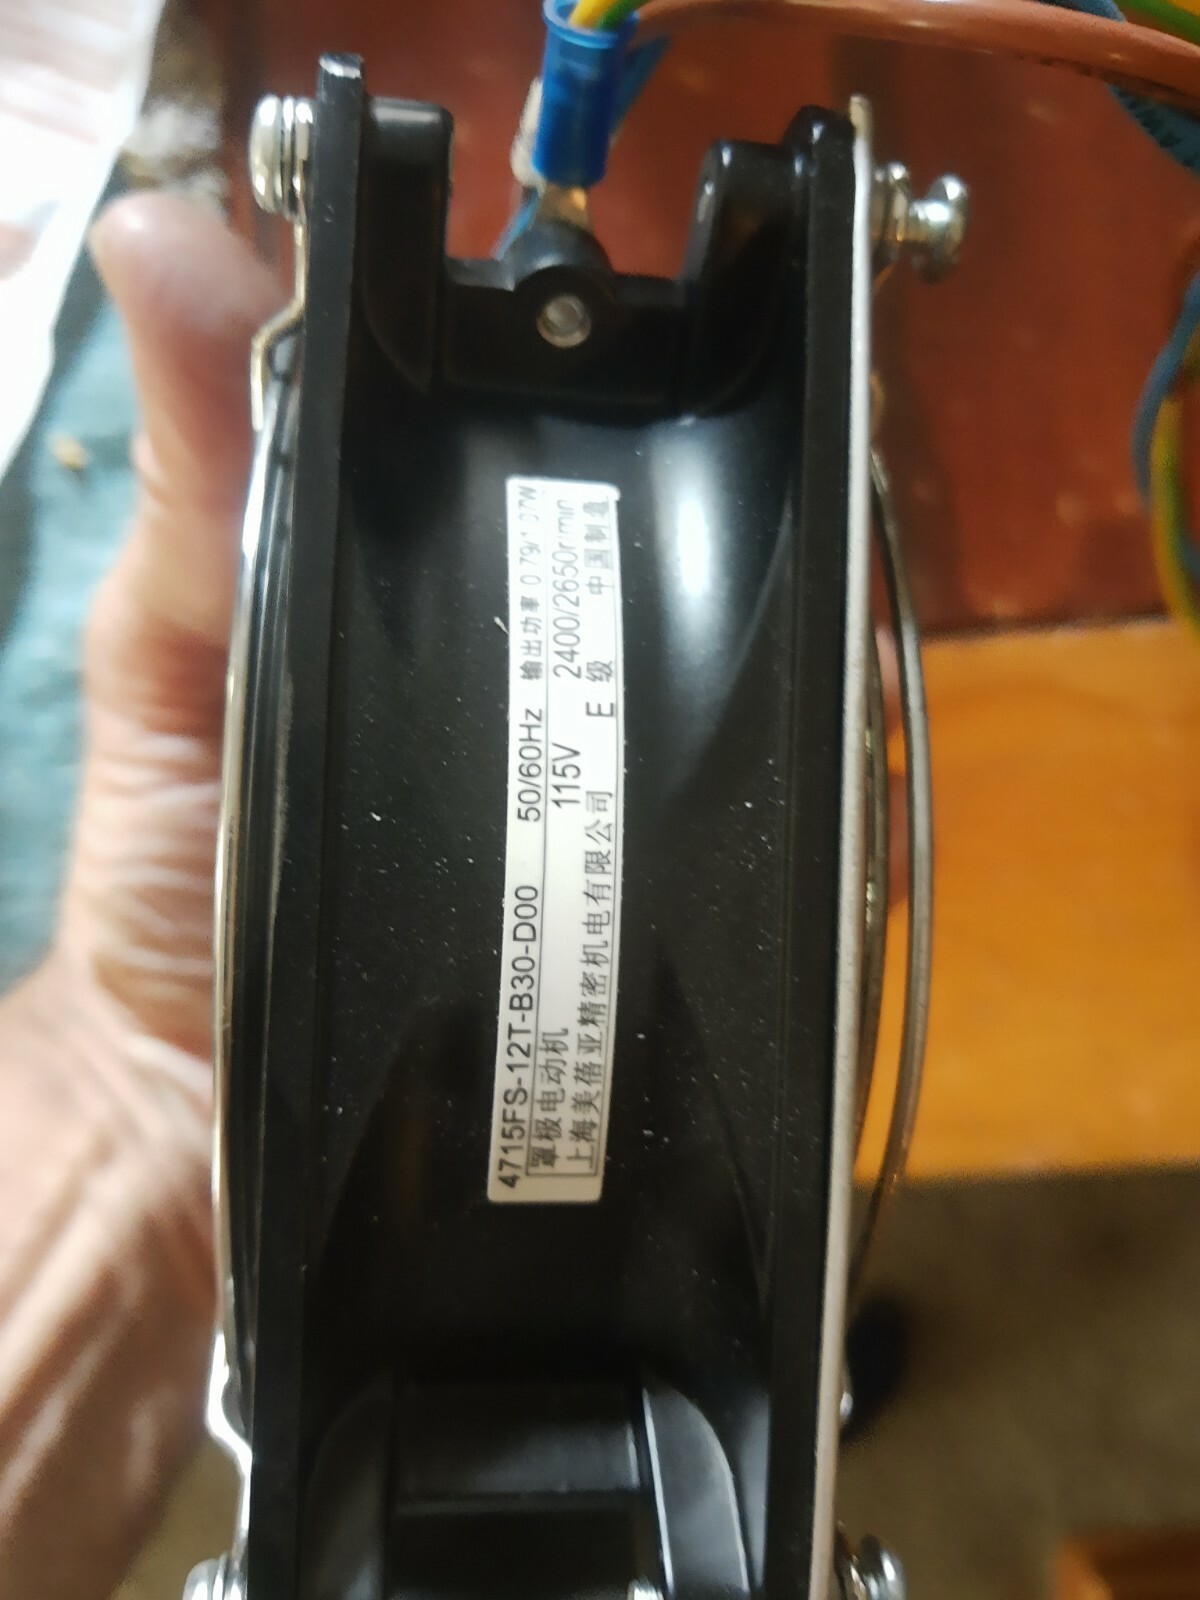 4715FS-12T-B30-D00 50/60Hz 输出功率 0.79/1.07W
罩极电动机 115V 2400/2650r/min
上海美蓓亚精密机电有限公司 E 级 中国制造